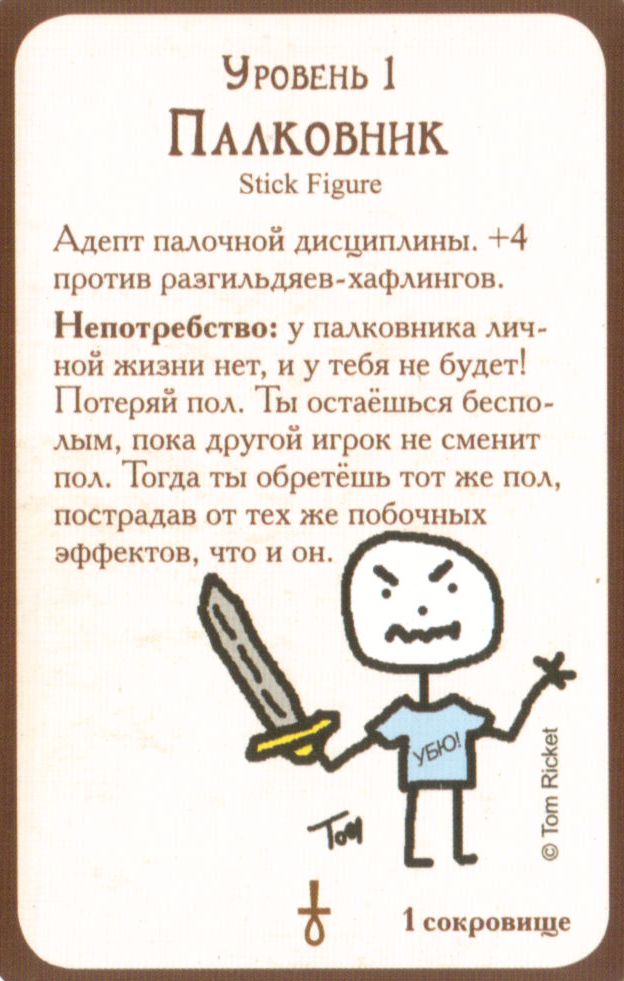 Уровень 1
Палковник
Stick Figure
Адепт палочной дисциплины. +4
против разгильдяев-хафлингов.
Непотребство: у палковника лич-
ной жизни нет, и у тебя не будет!
Потеряй пол. Ты остаёшься беспо-
лым, пока другой игрок не сменит
пол. Тогда ты обретёшь тот же пол,
пострадав от тех же побочных
эффектов, что и он.
УБЮ!
Tom
© Tom Ricket
1 сокровище